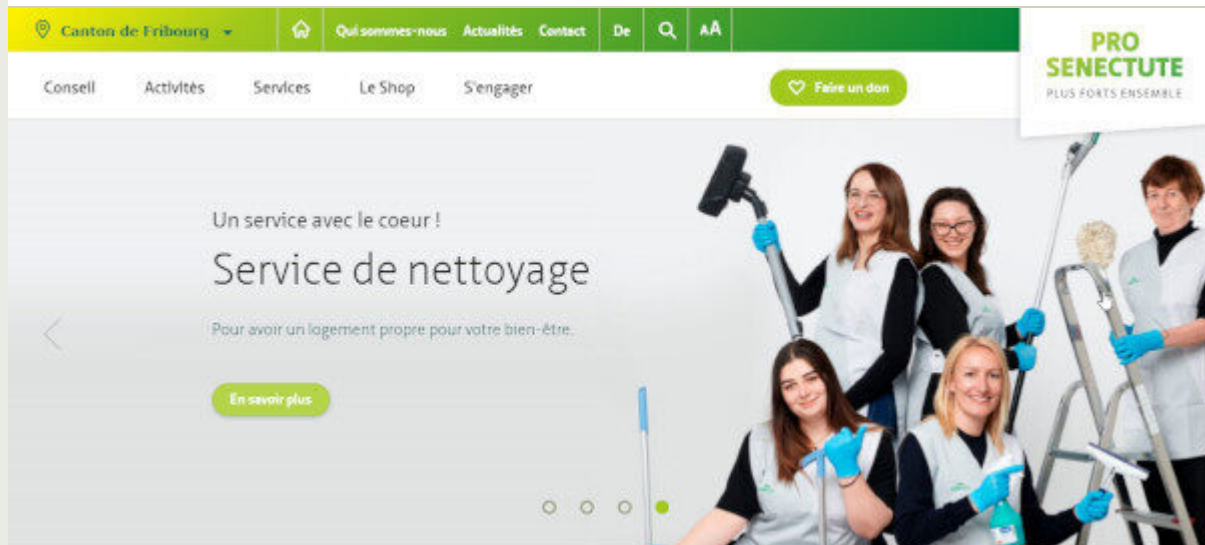 Canton de Fribourg
Qui sommes-nous Actualités Contact De AA
PRO
SENECTUTE
PLUS FORTS ENSEMBLE
Conseil Activités Services Le Shop S'engager
Faire un don
Un service avec le coeur !
Service de nettoyage
Pour avoir un logement propre pour votre bien-être.
En savoir plus